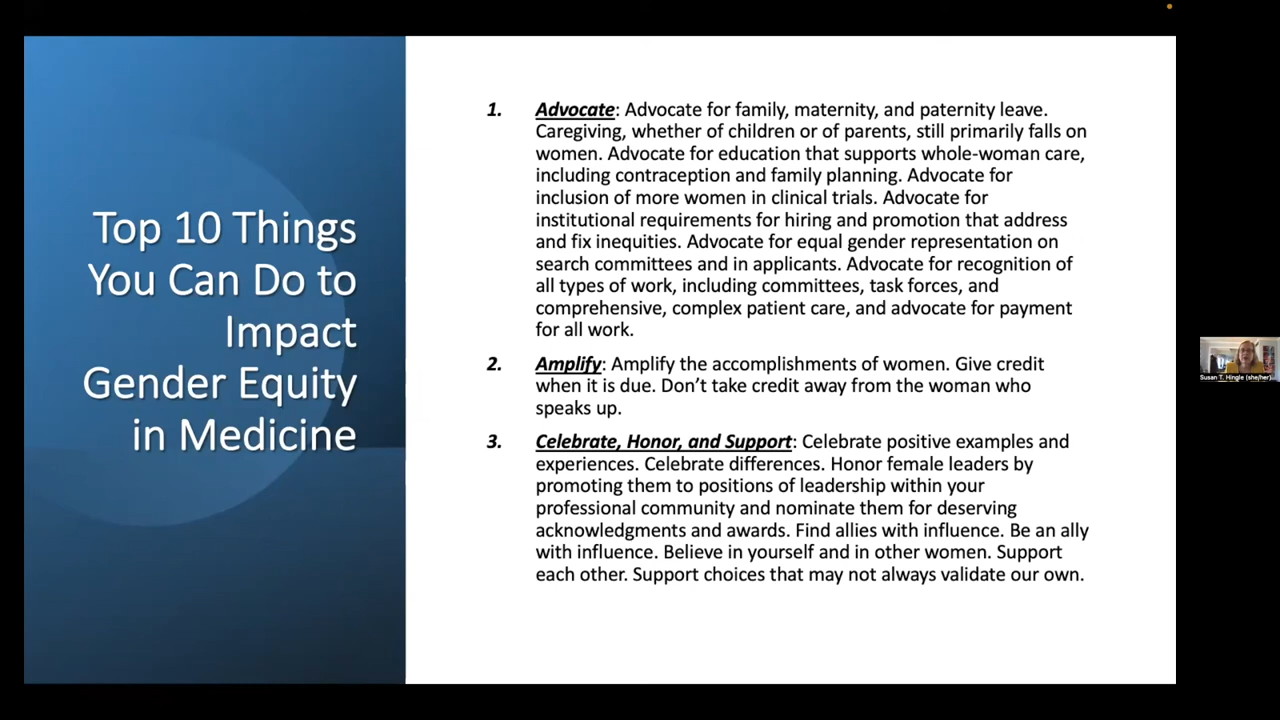 Top 10 Things
You Can Do to
Impact
Gender Equity
in Medicine
1. Advocate: Advocate for family, maternity, and paternity leave.
Caregiving, whether of children or of parents, still primarily falls on
women. Advocate for education that supports whole-woman care,
including contraception and family planning. Advocate for
inclusion of more women in clinical trials. Advocate for
institutional requirements for hiring and promotion that address
and fix inequities. Advocate for equal gender representation on
search committees and in applicants. Advocate for recognition of
all types of work, including committees, task forces, and
comprehensive, complex patient care, and advocate for payment
for all work.
2. Amplify: Amplify the accomplishments of women. Give credit
when it is due. Don’t take credit away from the woman who
speaks up.
3. Celebrate, Honor, and Support: Celebrate positive examples and
experiences. Celebrate differences. Honor female leaders by
promoting them to positions of leadership within your
professional community and nominate them for deserving
acknowledgments and awards. Find allies with influence. Be an ally
with influence. Believe in yourself and in other women. Support
each other. Support choices that may not always validate our own.
Susan T. Hingle (she/her)